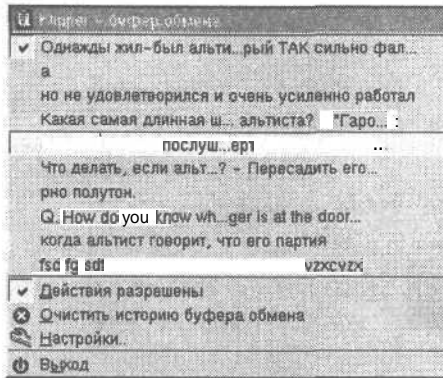 Klipper - буфер обмена
Однажды жил-был альти...рый ТАК сильно фал...
а
но не удовлетворился и очень усиленно работал
Какая самая длинная ш... альтиста? "Гаро... :
послуш...ерт ..
Что делать, если альт...? - Пересадить его...
рно полутон.
Q. How do you know wh...ger is at the door...
когда альтист говорит, что его партия
fsd fg sdf vzxcvzx
Действия разрешены
Очистить историю буфера обмена
Настройки..
Выход